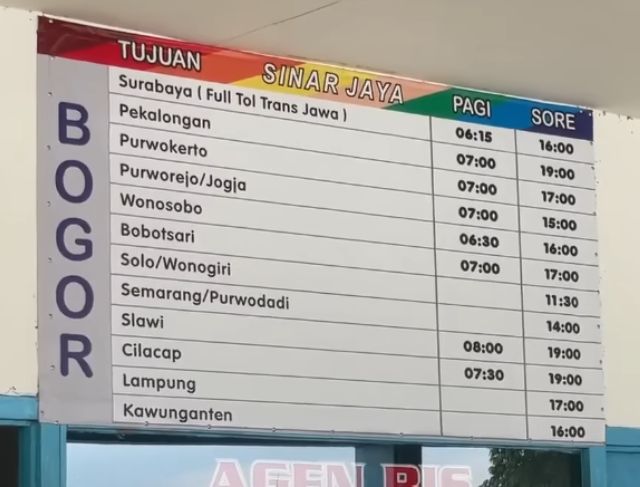 TUJUAN SINAR JAYA PAGI SORE
BOGOR
Surabaya ( Full Tol Trans Jawa ) 06:15 16:00
Pekalongan 07:00 19:00
Purwokerto 07:00 17:00
Purworejo/Jogja 07:00 15:00
Wonosobo 06:30 16:00
Bobotsari 07:00 17:00
Solo/Wonogiri 11:30
Semarang/Purwodadi 14:00
Slawi 08:00 19:00
Cilacap 07:30 19:00
Lampung 17:00
Kawunganten 16:00
AGEN BIS